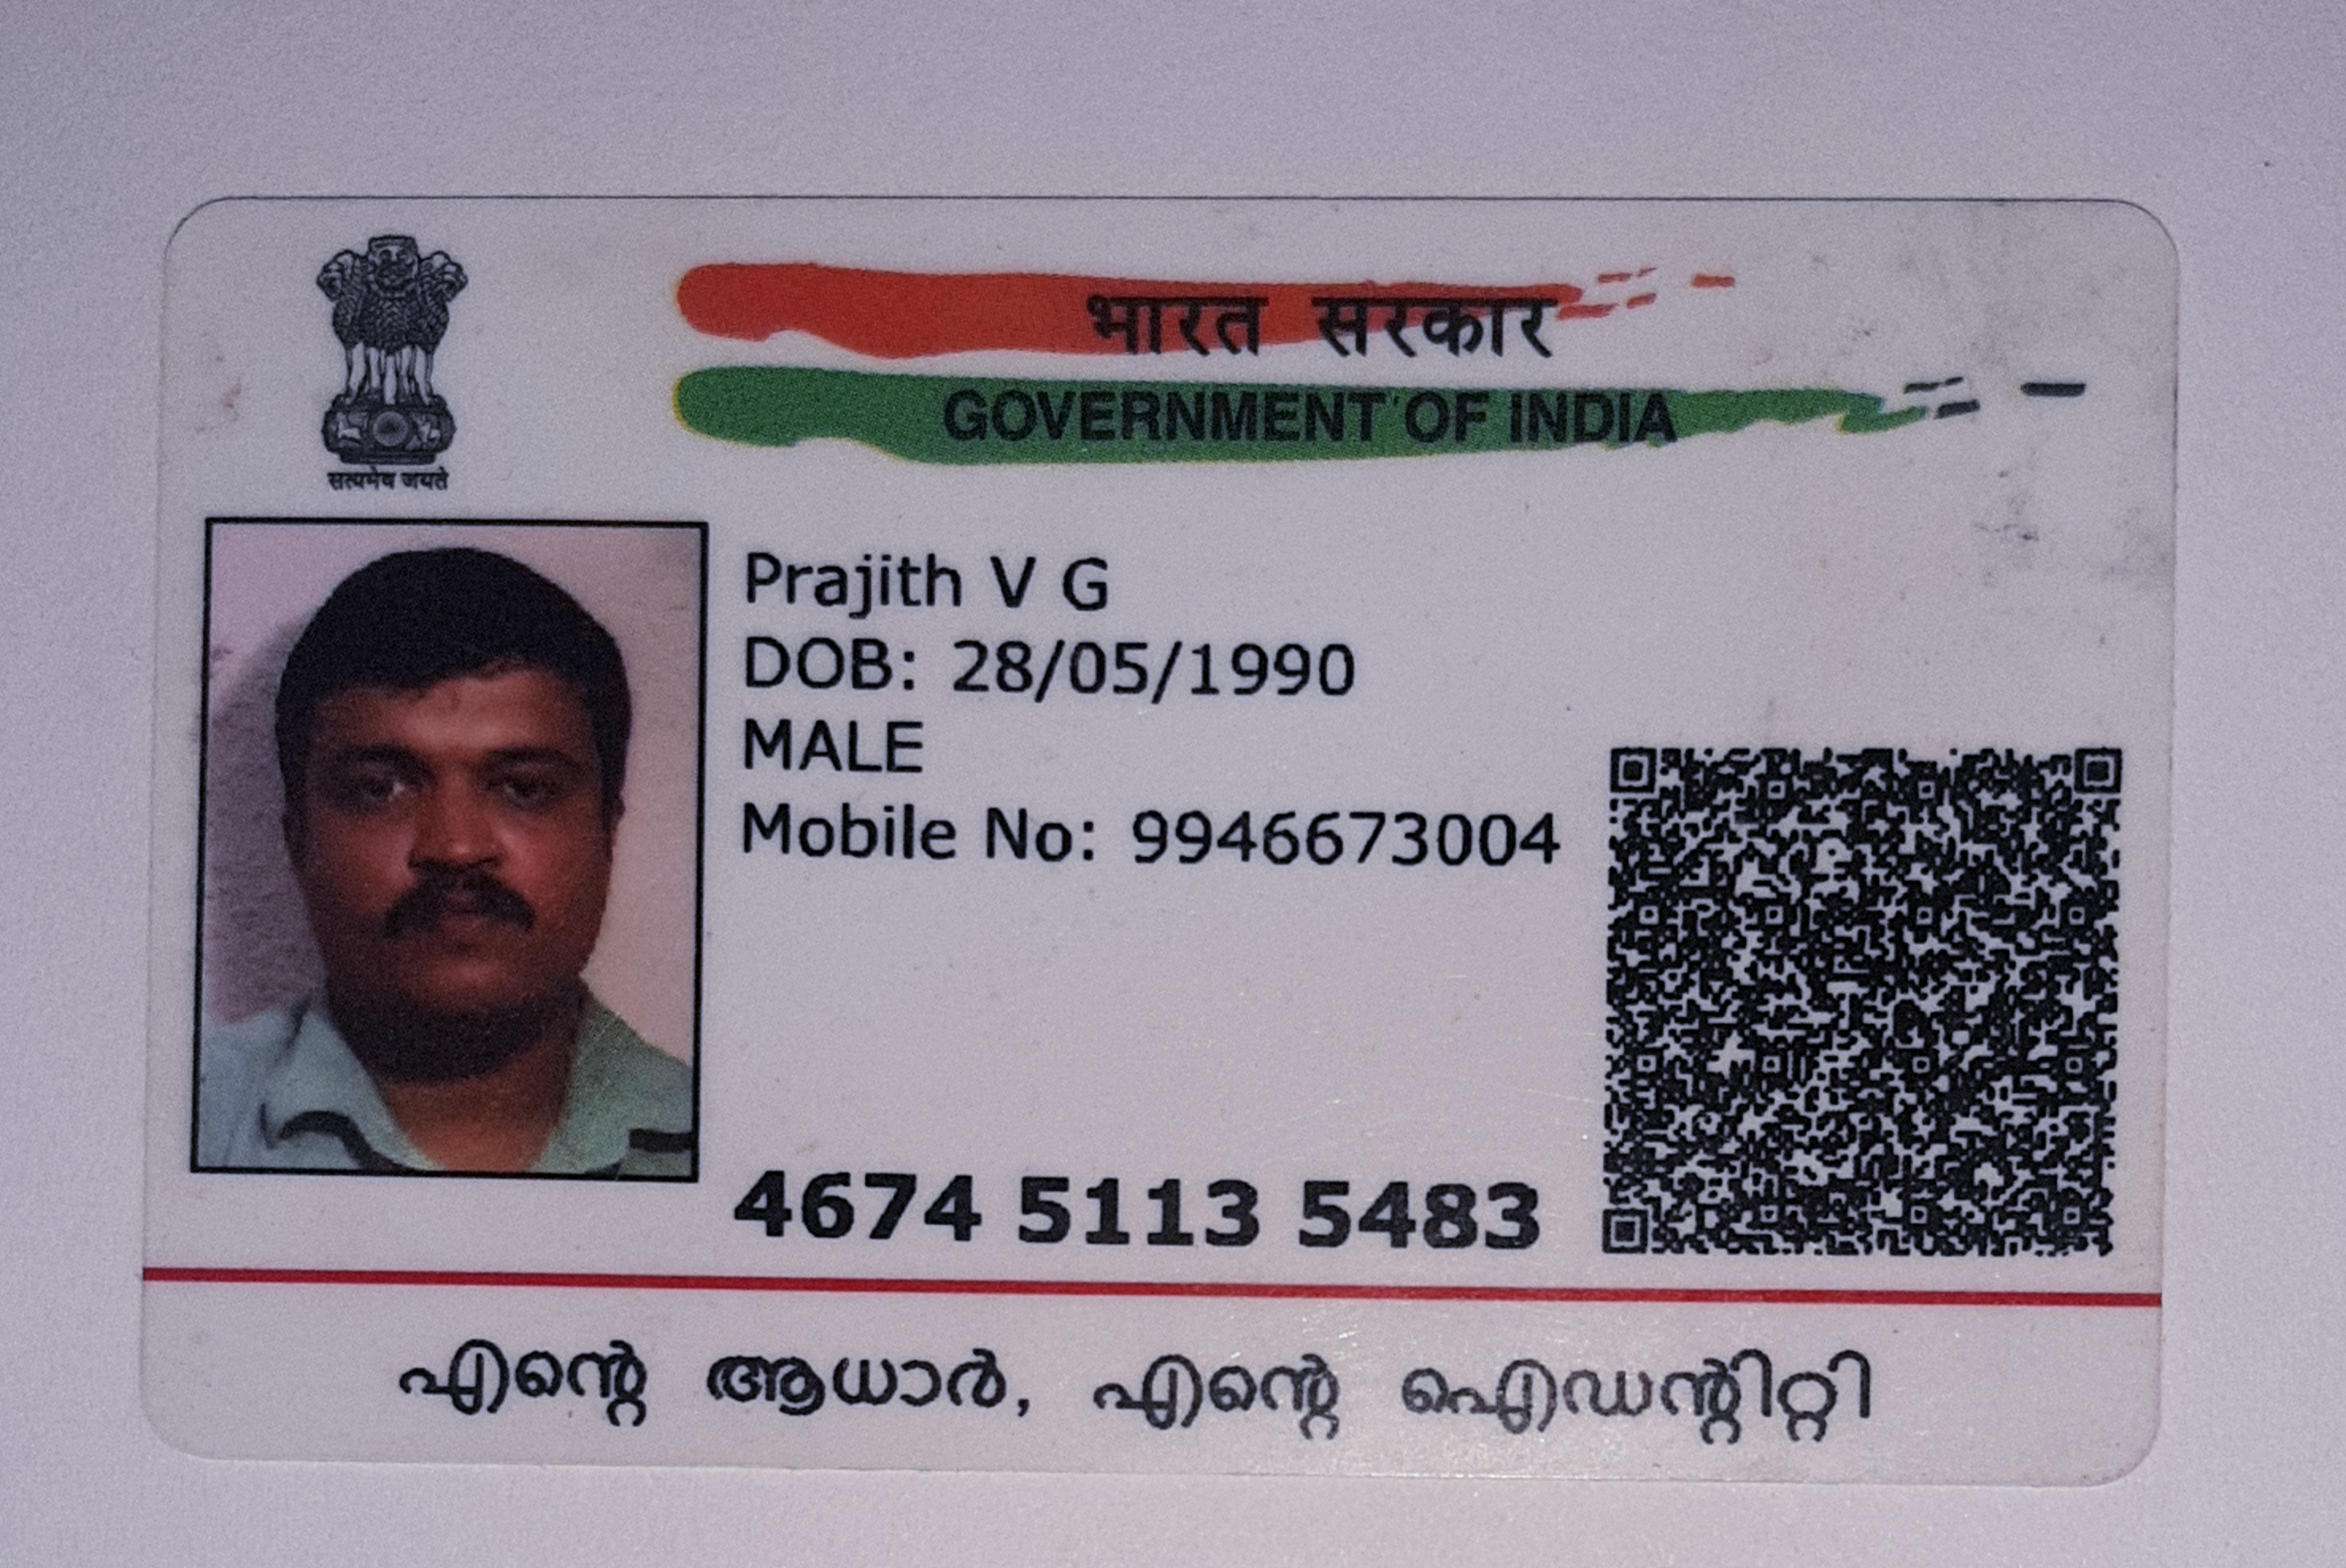 भारत सरकार
GOVERNMENT OF INDIA
सत्यमेव जयते
Prajith V G
DOB: 28/05/1990
MALE
Mobile No: 9946673004
4674 5113 5483
എന്റെ ആധാർ, എന്റെ ഐഡന്റിറ്റി